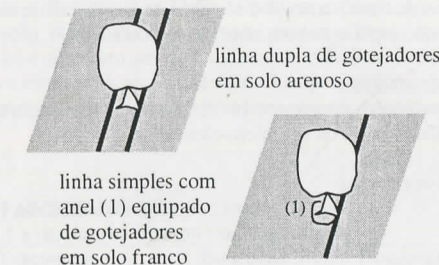 linha dupla de gotejadores
em solo arenoso
linha simples com
anel (1) equipado
de gotejadores
em solo franco
(1)